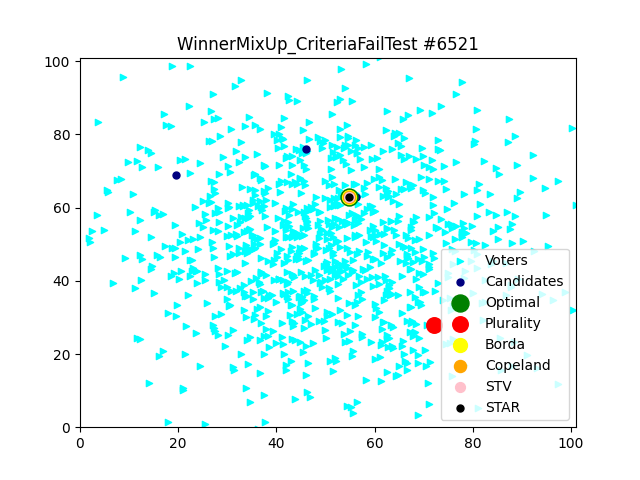 WinnerMixUp_CriteriaFailTest #6521
100
80
60
40
20
0
0 20 40 60 80 100
Voters
Candidates
Optimal
Plurality
Borda
Copeland
STV
STAR